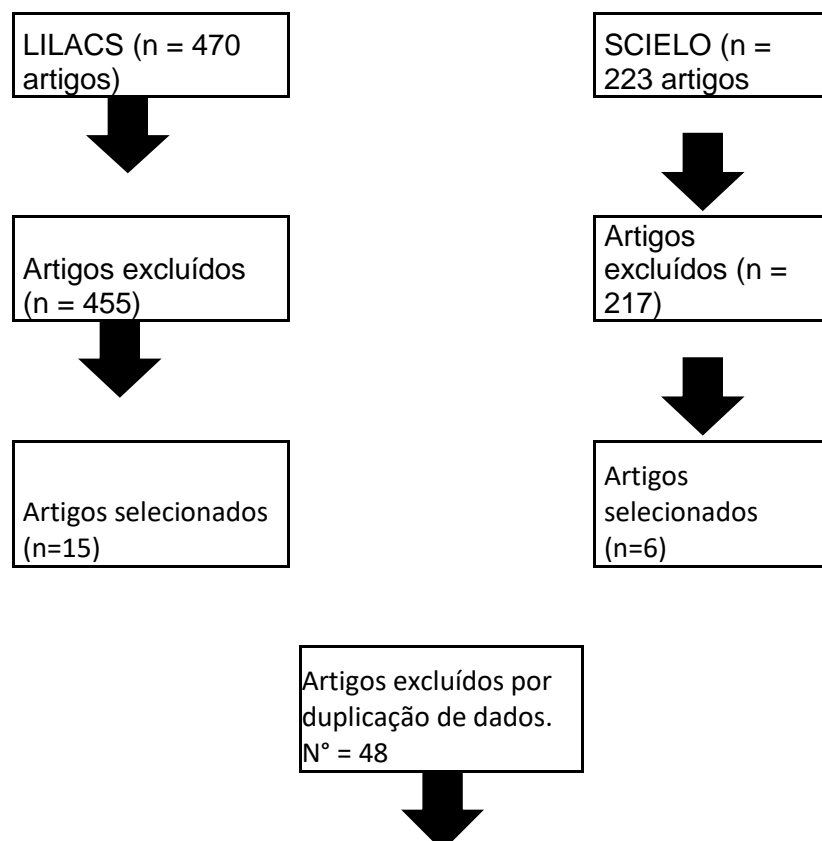 LILACS (n = 470
artigos)
SCIELO (n =
223 artigos
Artigos excluídos
(n = 455)
Artigos
excluídos (n =
217)
Artigos selecionados
(n=15)
Artigos
selecionados
(n=6)
Artigos excluídos por
duplicação de dados.
N° = 48